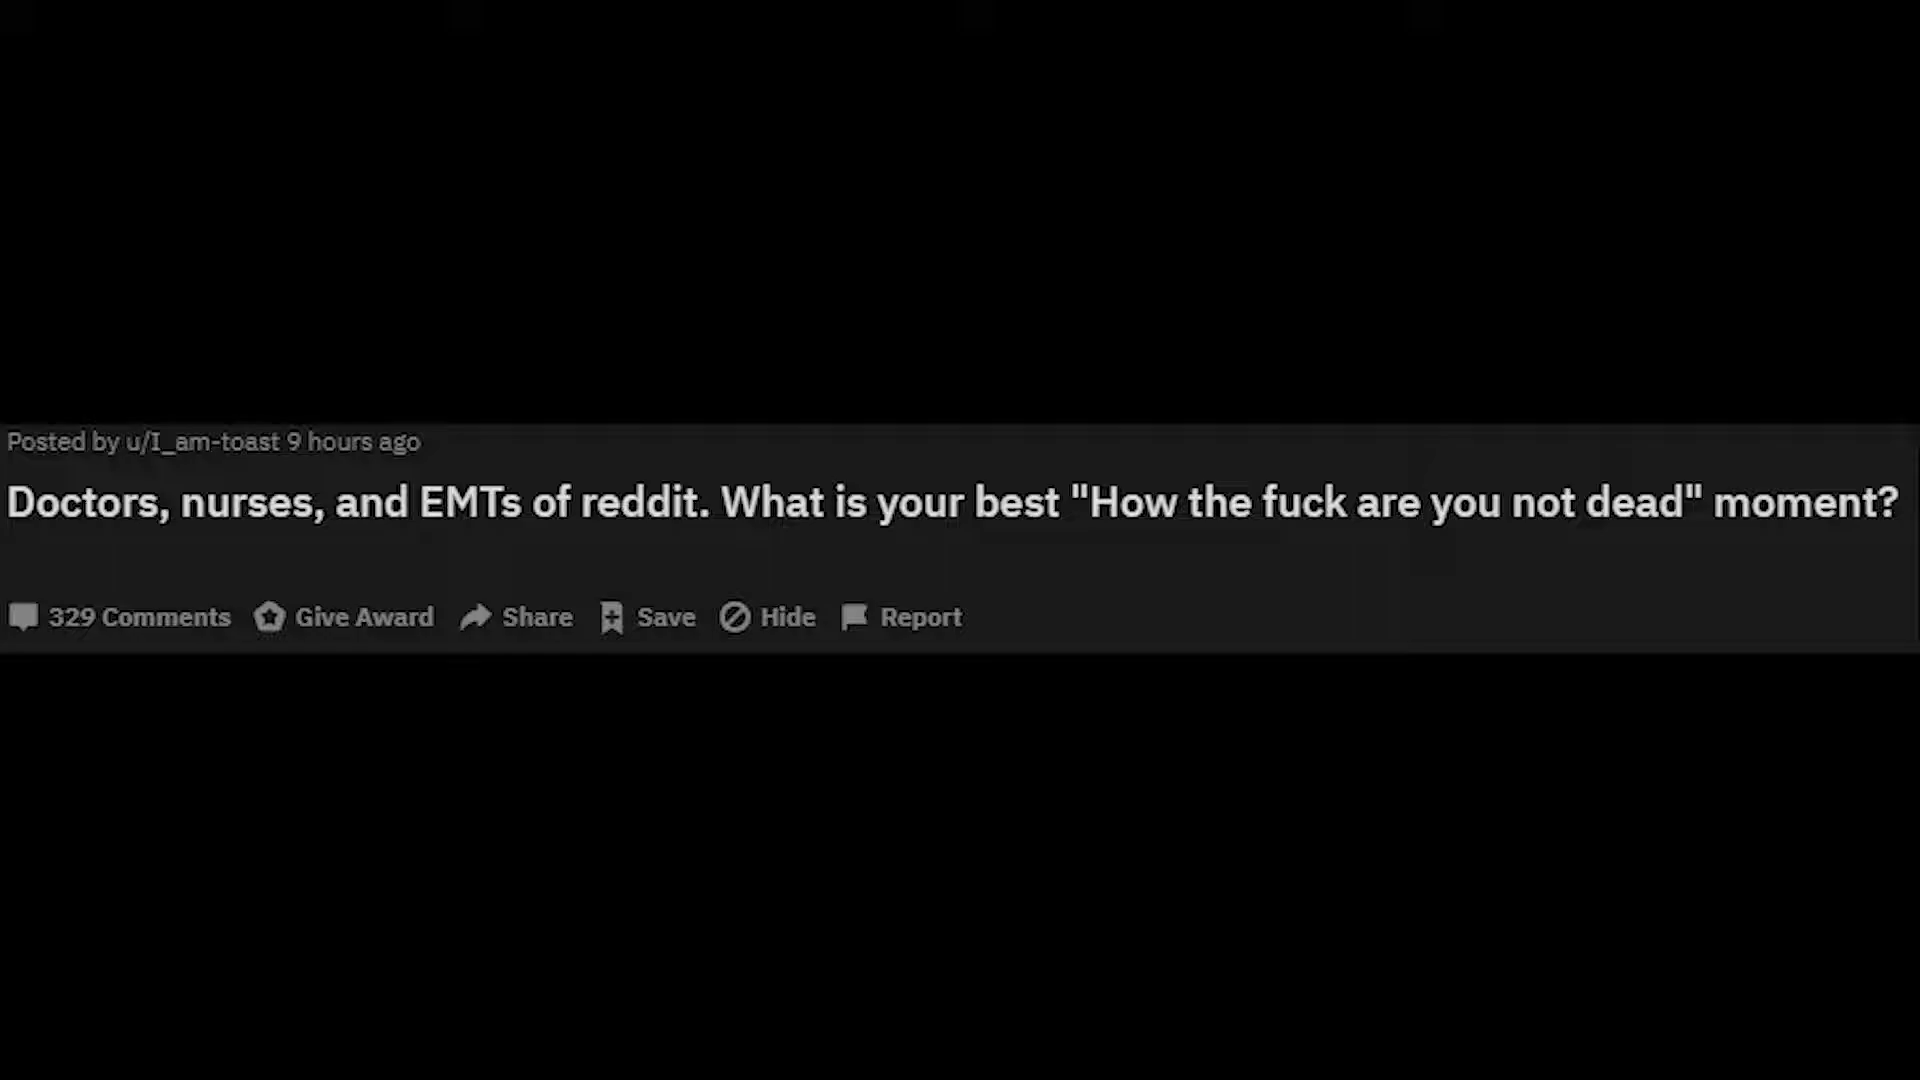 Posted by u/I_am-toast 9 hours ago
Doctors, nurses, and EMTs of reddit. What is your best "How the fuck are you not dead" moment?
329 Comments Give Award Share Save Hide Report